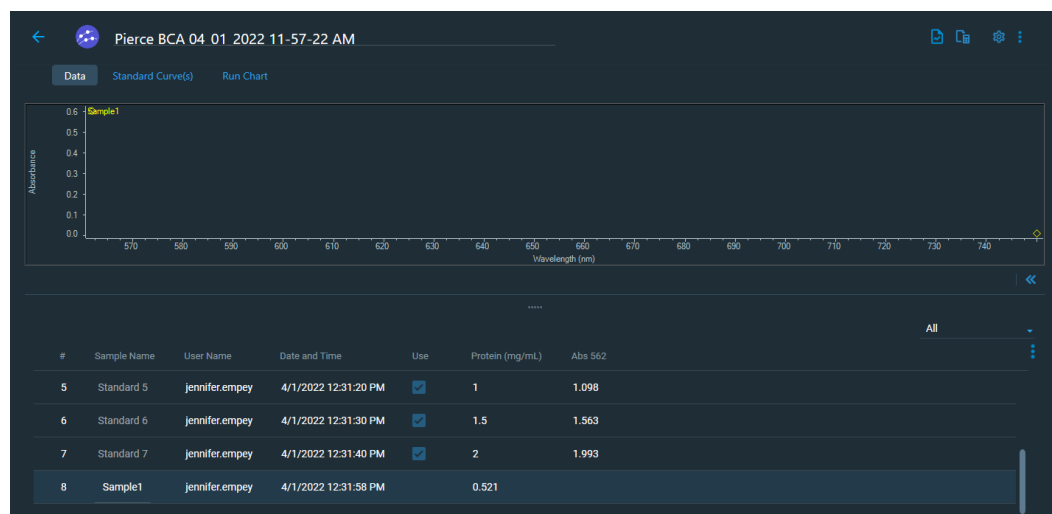 Pierce BCA 04_01_2022 11-57-22 AM
Data Standard Curve(s) Run Chart
Sample1
0.6
0.5
0.4
0.3
0.2
0.1
0.0
Absorbance
570 580 590 600 610 620 630 640 650 660 670 680 690 700 710 720 730 740
Wavelength (nm)
All
# Sample Name User Name Date and Time Use Protein (mg/mL) Abs 562
5 Standard 5 jennifer.empey 4/1/2022 12:31:20 PM 1 1.098
6 Standard 6 jennifer.empey 4/1/2022 12:31:30 PM 1.5 1.563
7 Standard 7 jennifer.empey 4/1/2022 12:31:40 PM 2 1.993
8 Sample1 jennifer.empey 4/1/2022 12:31:58 PM 0.521